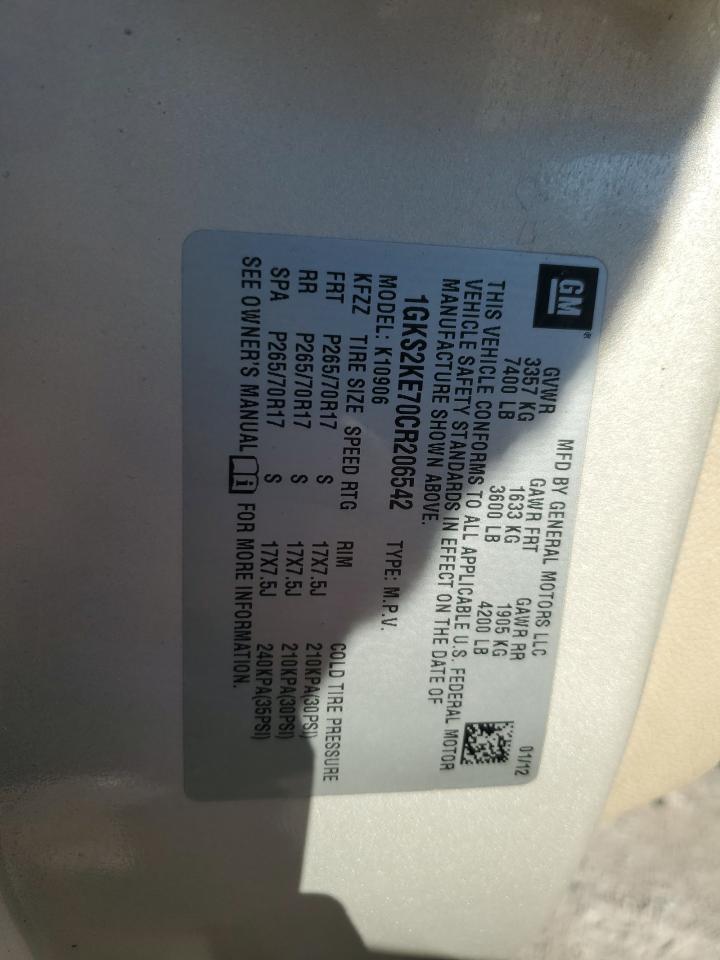 GM®
MFD BY GENERAL MOTORS LLC 01/12
GVWR GAWR FRT GAWR RR
3357 KG 1633 KG 1905 KG
7400 LB 3600 LB 4200 LB
THIS VEHICLE CONFORMS TO ALL APPLICABLE U.S. FEDERAL MOTOR
VEHICLE SAFETY STANDARDS IN EFFECT ON THE DATE OF
MANUFACTURE SHOWN ABOVE.
1GKS2KE70CR206542 TYPE: M.P.V.
MODEL: K10906
KFZZ TIRE SIZE SPEED RTG RIM COLD TIRE PRESSURE
FRT P265/70R17 S 17X7.5J 210KPA(30PSI)
RR P265/70R17 S 17X7.5J 210KPA(30PSI)
SPA P265/70R17 S 17X7.5J 240KPA(35PSI)
SEE OWNER'S MANUAL i FOR MORE INFORMATION.